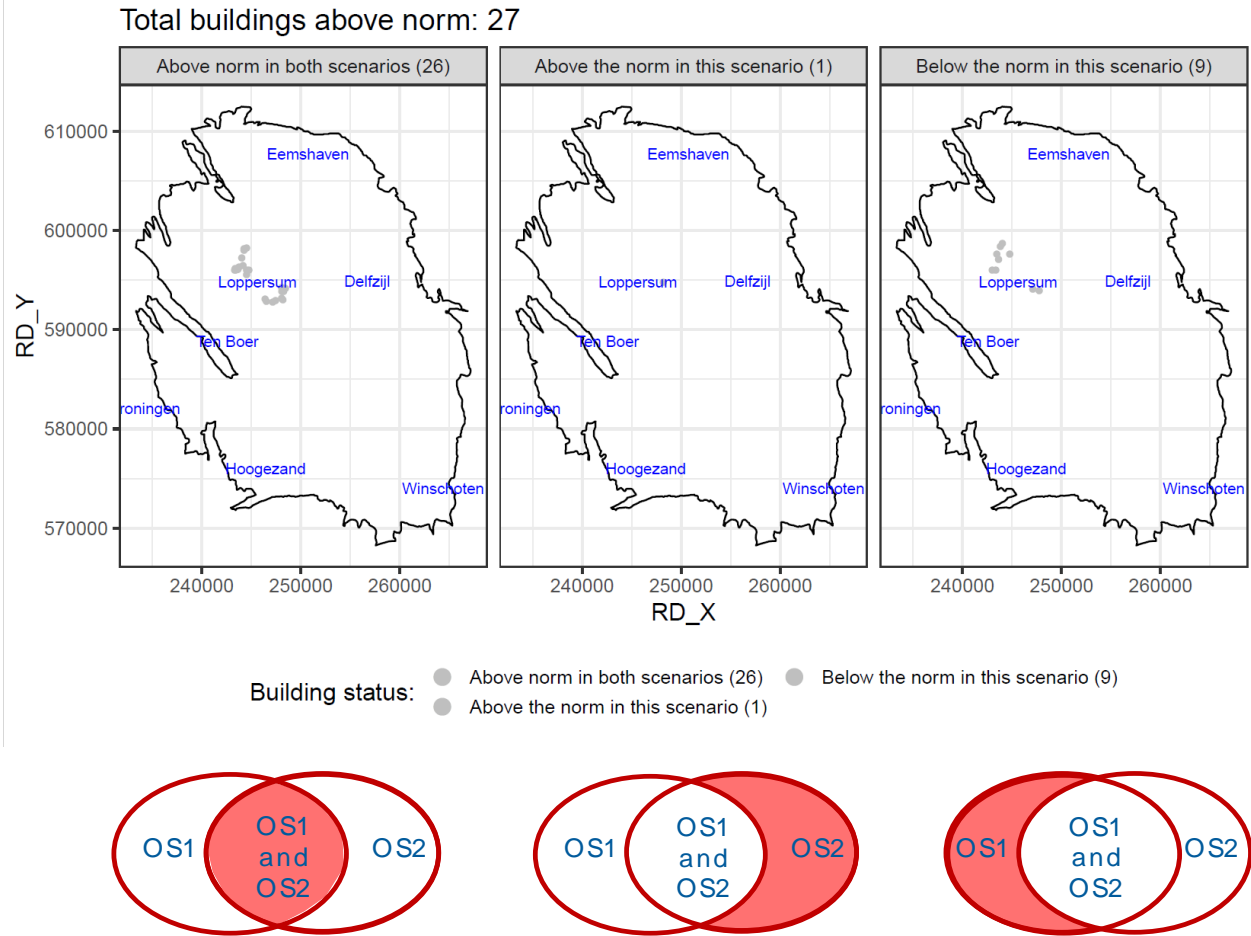 Total buildings above norm: 27
Above norm in both scenarios (26)
Above the norm in this scenario (1)
Below the norm in this scenario (9)
610000
600000
590000
580000
570000
RD_Y
Eemshaven
Loppersum
Delfzijl
Ten Boer
roningen
Hoogezand
Winschoten
Eemshaven
Loppersum
Delfzijl
Ten Boer
roningen
Hoogezand
Winschoten
Eemshaven
Loppersum
Delfzijl
Ten Boer
roningen
Hoogezand
Winschoten
240000 250000 260000
240000 250000 260000
240000 250000 260000
RD_X
Building status:
Above norm in both scenarios (26)
Below the norm in this scenario (9)
Above the norm in this scenario (1)
OS1
OS1
and
OS2
OS2
OS1
OS1
and
OS2
OS2
OS1
OS1
and
OS2
OS2